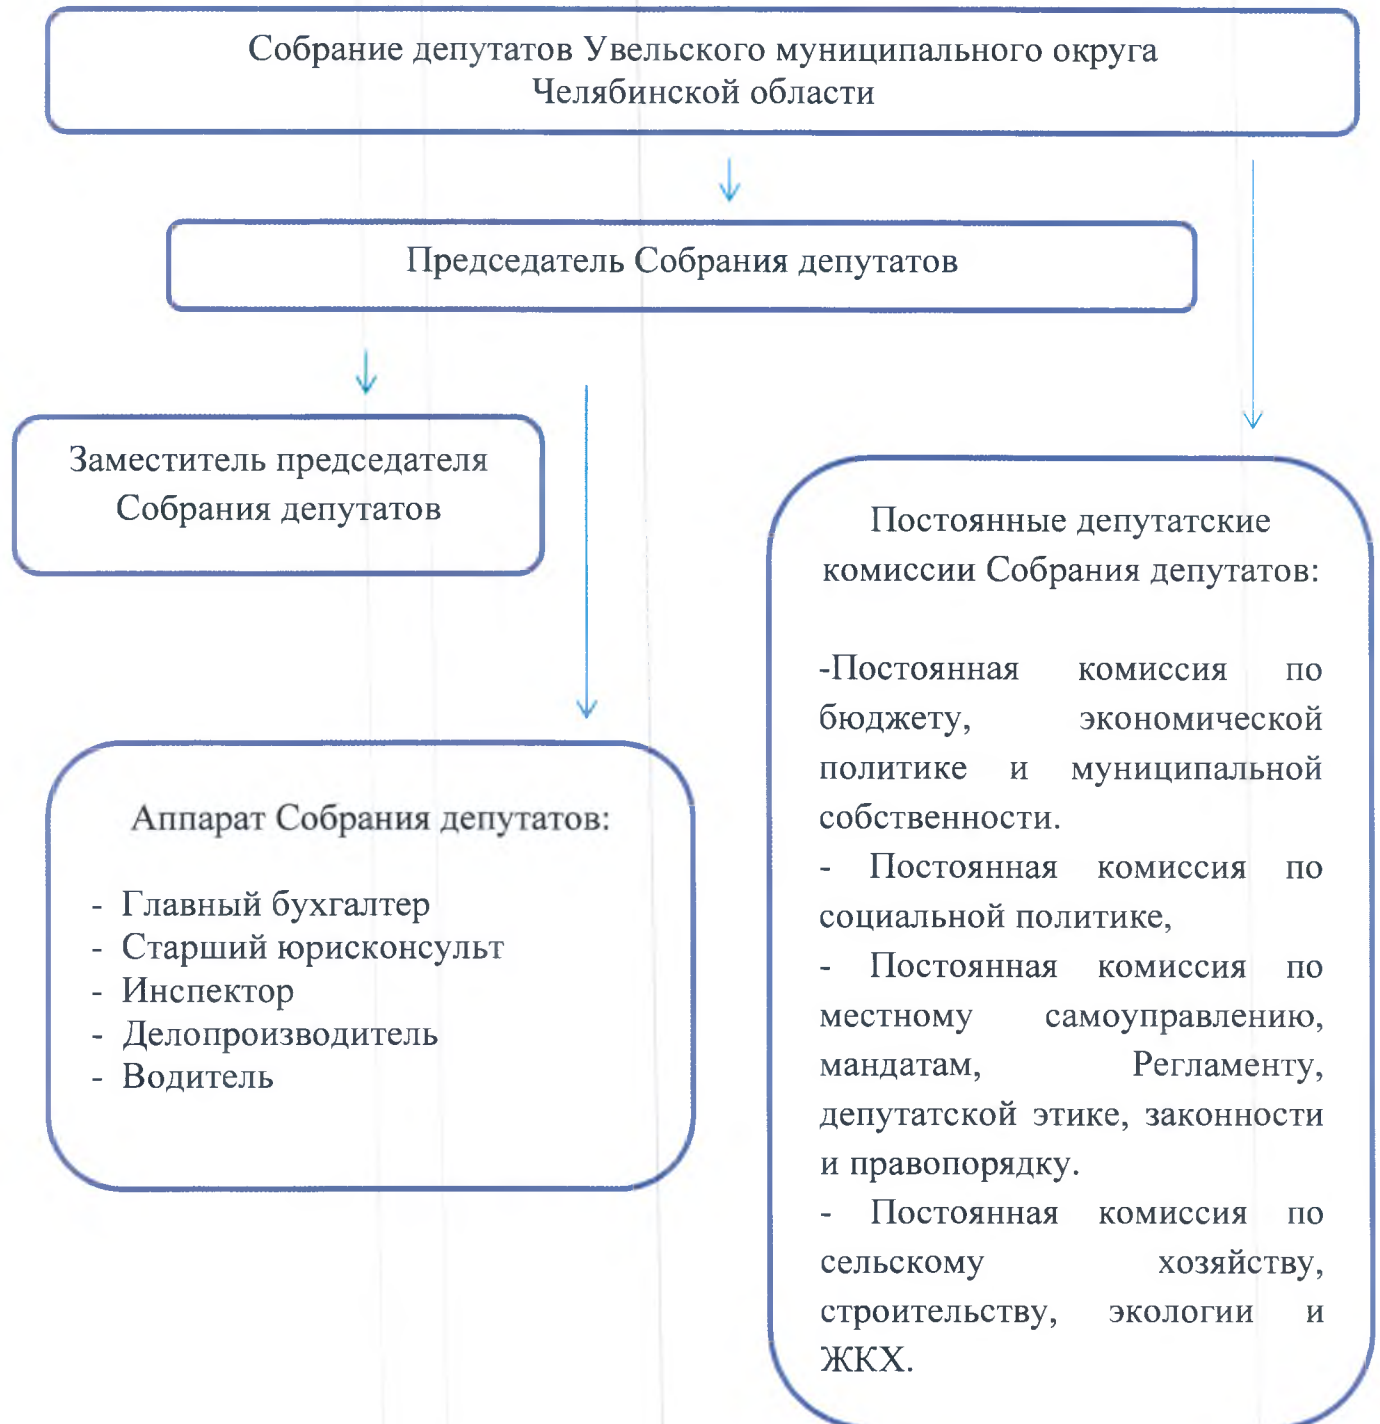 Собрание депутатов Увельского муниципального округа
Челябинской области
Председатель Собрания депутатов
Заместитель председателя
Собрания депутатов
Аппарат Собрания депутатов:
- Главный бухгалтер
- Старший юрисконсульт
- Инспектор
- Делопроизводитель
- Водитель
Постоянные депутатские
комиссии Собрания депутатов:
-Постоянная комиссия по
бюджету, экономической
политике и муниципальной
собственности.
- Постоянная комиссия по
социальной политике,
- Постоянная комиссия по
местному самоуправлению,
мандатам, Регламенту,
депутатской этике, законности
и правопорядку.
- Постоянная комиссия по
сельскому хозяйству,
строительству, экологии и
ЖКХ.